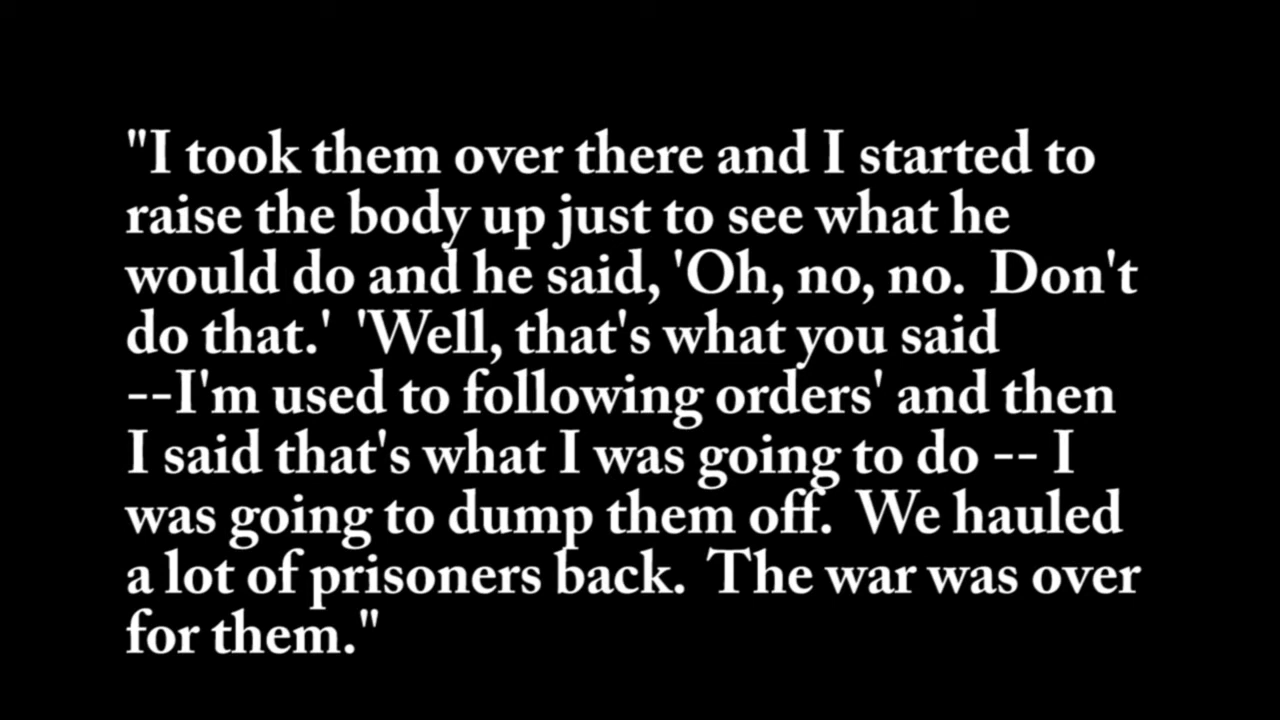 "I took them over there and I started to
raise the body up just to see what he
would do and he said, 'Oh, no, no.  Don't
do that.'  'Well, that's what you said
--I'm used to following orders' and then
I said that's what I was going to do -- I
was going to dump them off.  We hauled
a lot of prisoners back.  The war was over
for them."